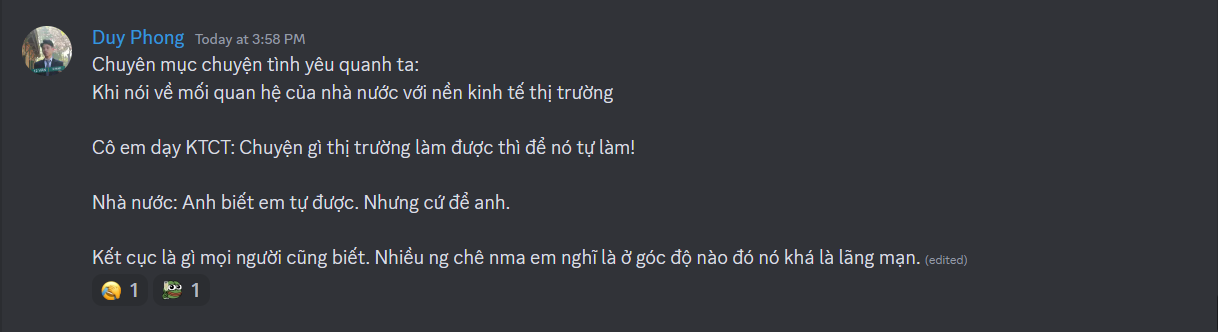 Duy Phong Today at 3:58 PM
Chuyên mục chuyện tình yêu quanh ta:
Khi nói về mối quan hệ của nhà nước với nền kinh tế thị trường
Cô em dạy KTCT: Chuyện gì thị trường làm được thì để nó tự làm!
Nhà nước: Anh biết em tự được. Nhưng cứ để anh.
Kết cục là gì mọi người cũng biết. Nhiều ng chê nma em nghĩ là ở góc độ nào đó nó khá là lãng mạn. (edited)
1 1